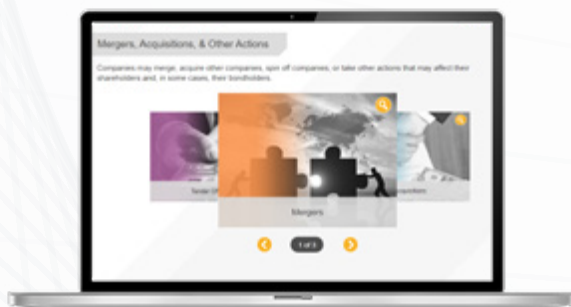 Mergers, Acquisitions, & Other Actions
Companies may merge, acquire other companies, spin off companies, or take other actions that may affect their
shareholders and, in some cases, their bondholders.
Tender
Mergers
1 of 3